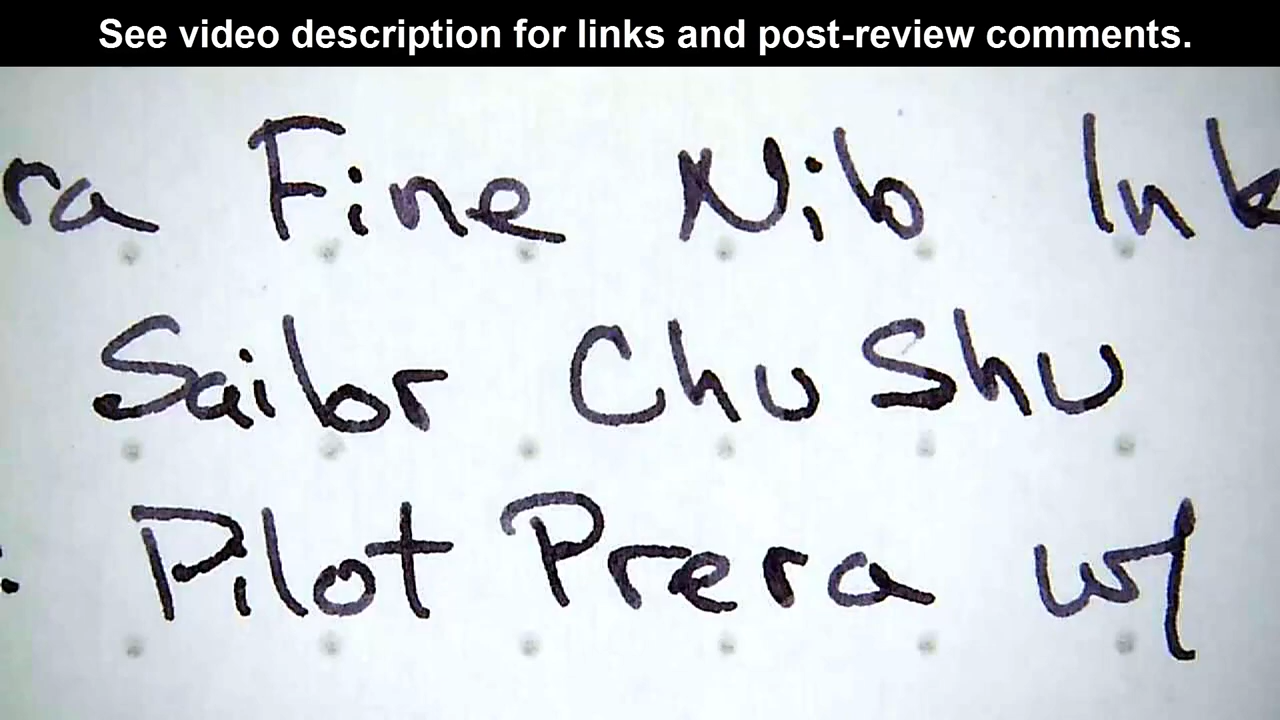 See video description for links and post-review comments.
ra Fine Nib Ink
Sailor Chu Shu
: Pilot Prera w/